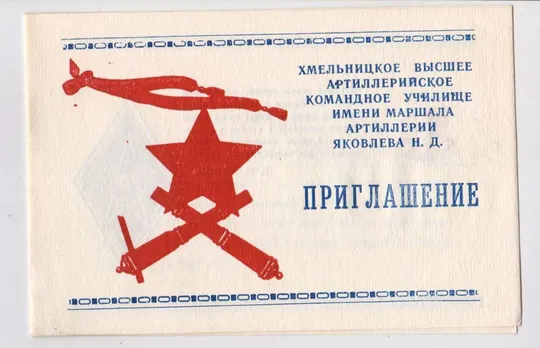 ХМЕЛЬНИЦКОЕ ВЫСШЕЕ
АРТИЛЛЕРИЙСКОЕ
КОМАНДНОЕ УЧИЛИЩЕ
ИМЕНИ МАРШАЛА
АРТИЛЛЕРИИ
ЯКОВЛЕВА Н. Д.
ПРИГЛАШЕНИЕ